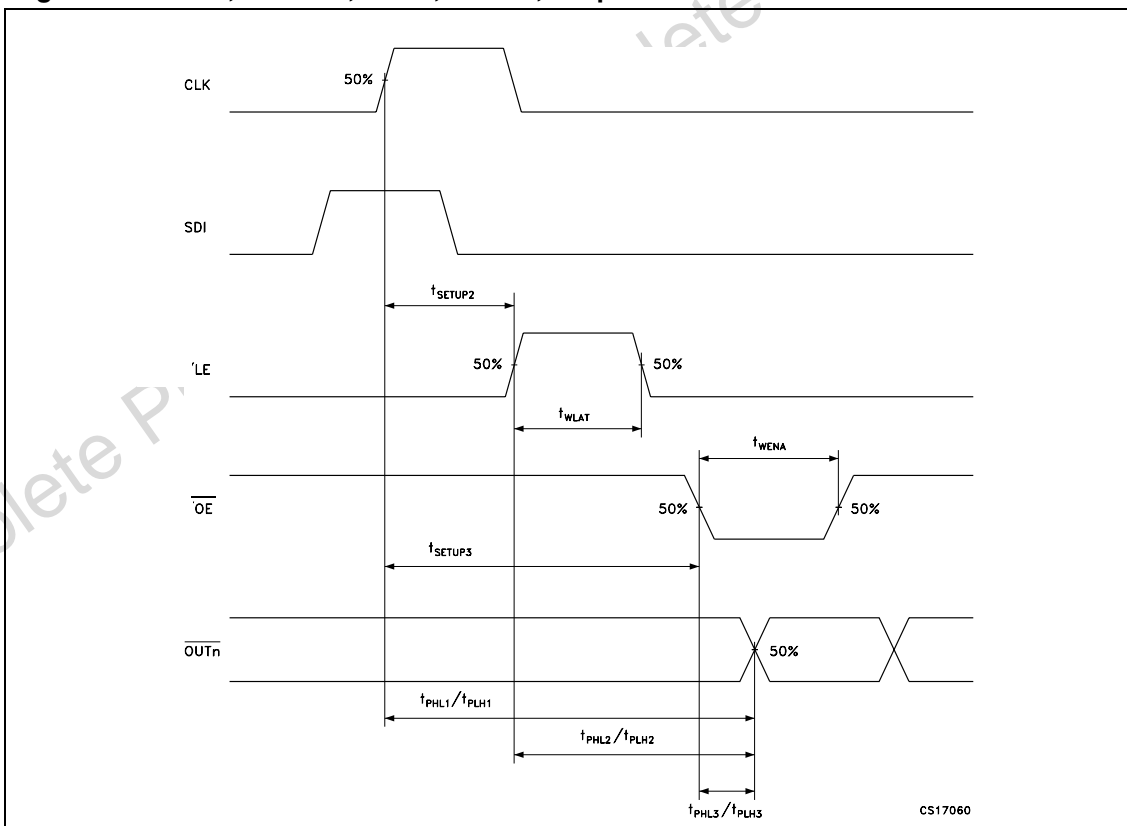 CLK
50%
SDI
tSETUP2
LE
50%
50%
tWLAT
tWENA
OE
50%
50%
tSETUP3
OUTn
50%
tPHL1/tPLH1
tPHL2/tPLH2
tPHL3/tPLH3
CS17060